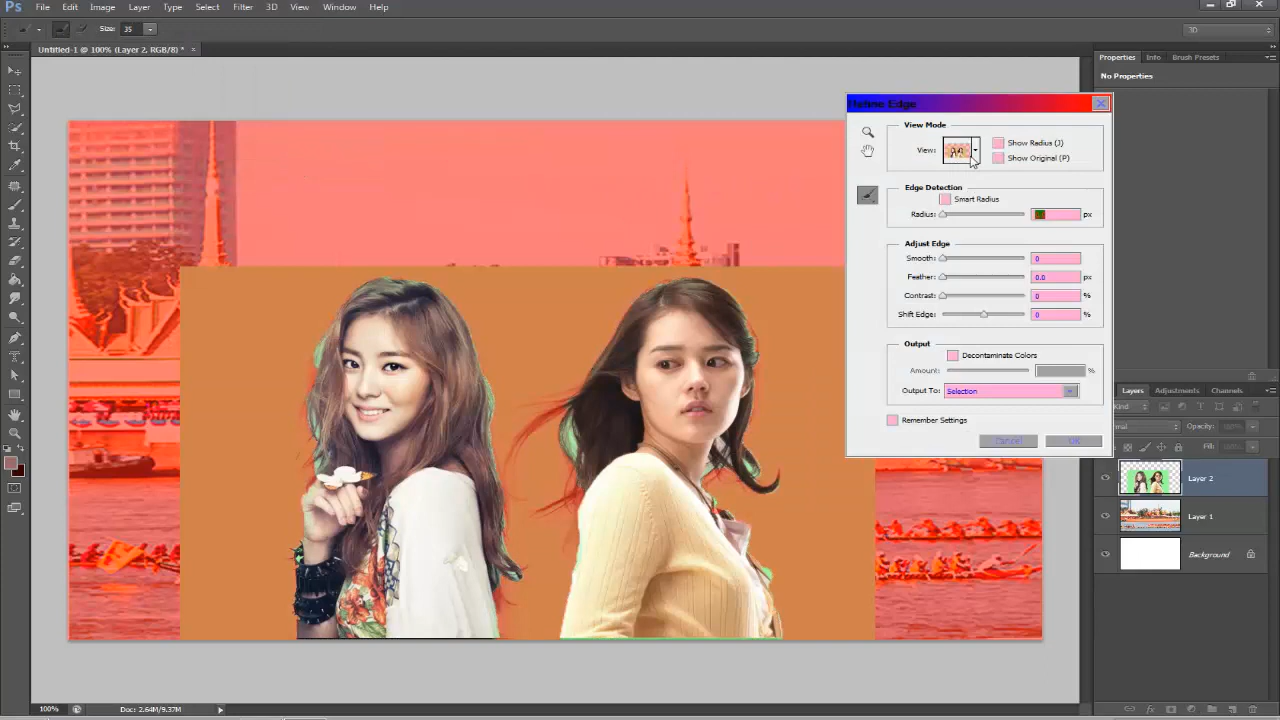 Ps File Edit Image Layer Type Select Filter 3D View Window Help
Size: 35
3D
Untitled-1 @ 100% (Layer 2, RGB/8) *
Properties Info Brush Presets
No Properties
Refine Edge
View Mode
View:
Show Radius (J)
Show Original (P)
Edge Detection
Smart Radius
Radius: px
Adjust Edge
Smooth: 0
Feather: 0.0 px
Contrast: 0 %
Shift Edge: 0 %
Output
Decontaminate Colors
Amount: %
Output To: Selection
Remember Settings
Cancel OK
Layers Adjustments Channels
Kind
Opacity:
Fill:
Layer 2
Layer 1
Background
100% Doc: 2.64M/9.37M